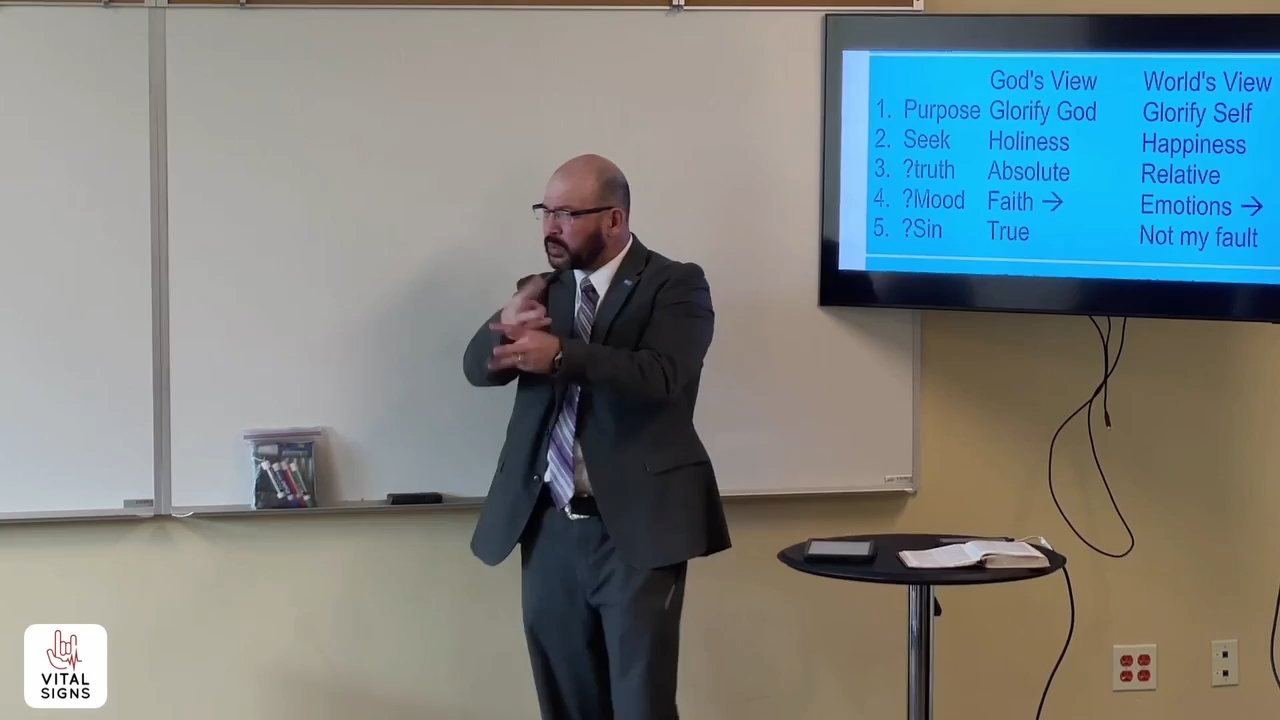 God's View World's View
1. Purpose Glorify God Glorify Self
2. Seek Holiness Happiness
3. ?truth Absolute Relative
4. ?Mood Faith → Emotions →
5. ?Sin True Not my fault
VITAL
SIGNS